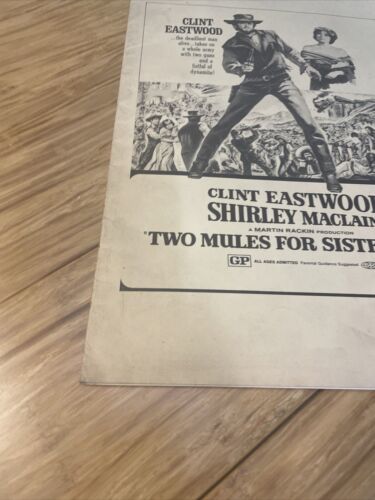 CLINT
EASTWOOD
...the deadliest man
alive...takes on
a whole army
with two guns
and a
fistful of
dynamite!
CLINT EASTWOOD
SHIRLEY MACLAIN
A MARTIN RACKIN PRODUCTION
"TWO MULES FOR SISTE
GP ALL AGES ADMITTED Parental Guidance Suggested